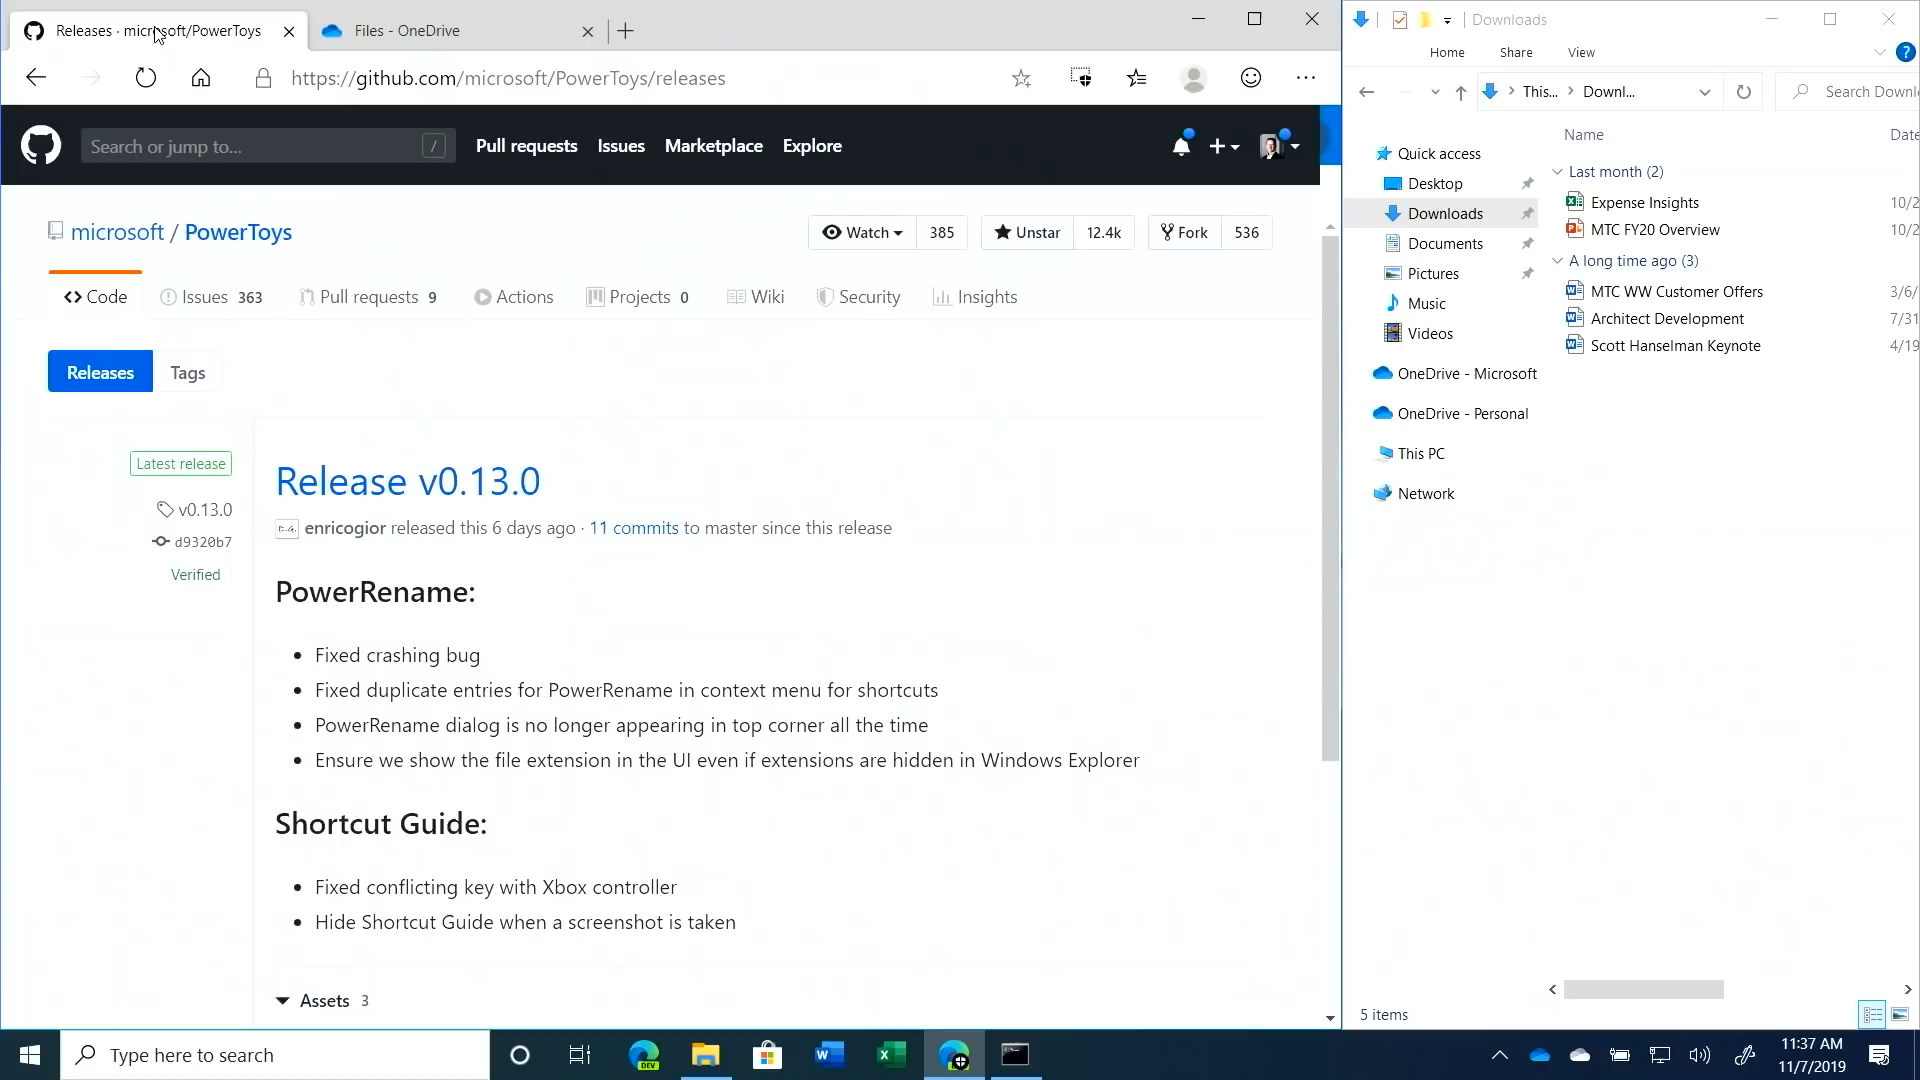 Releases · microsoft/PowerToys
Files - OneDrive
https://github.com/microsoft/PowerToys/releases
Search or jump to...
/
Pull requests
Issues
Marketplace
Explore
microsoft / PowerToys
Watch
385
Unstar
12.4k
Fork
536
Code
Issues 363
Pull requests 9
Actions
Projects 0
Wiki
Security
Insights
Releases
Tags
Latest release
v0.13.0
d9320b7
Verified
Release v0.13.0
enricogior released this 6 days ago · 11 commits to master since this release
PowerRename:
Fixed crashing bug
Fixed duplicate entries for PowerRename in context menu for shortcuts
PowerRename dialog is no longer appearing in top corner all the time
Ensure we show the file extension in the UI even if extensions are hidden in Windows Explorer
Shortcut Guide:
Fixed conflicting key with Xbox controller
Hide Shortcut Guide when a screenshot is taken
Assets 3
Downloads
Home
Share
View
?
This...
Downl...
Search Downl
Quick access
Desktop
Downloads
Documents
Pictures
Music
Videos
OneDrive - Microsoft
OneDrive - Personal
This PC
Network
Name
Date
Last month (2)
Expense Insights
10/2
MTC FY20 Overview
10/2
A long time ago (3)
MTC WW Customer Offers
3/6/
Architect Development
7/31
Scott Hanselman Keynote
4/19
5 items
Type here to search
DEV
11:37 AM
11/7/2019